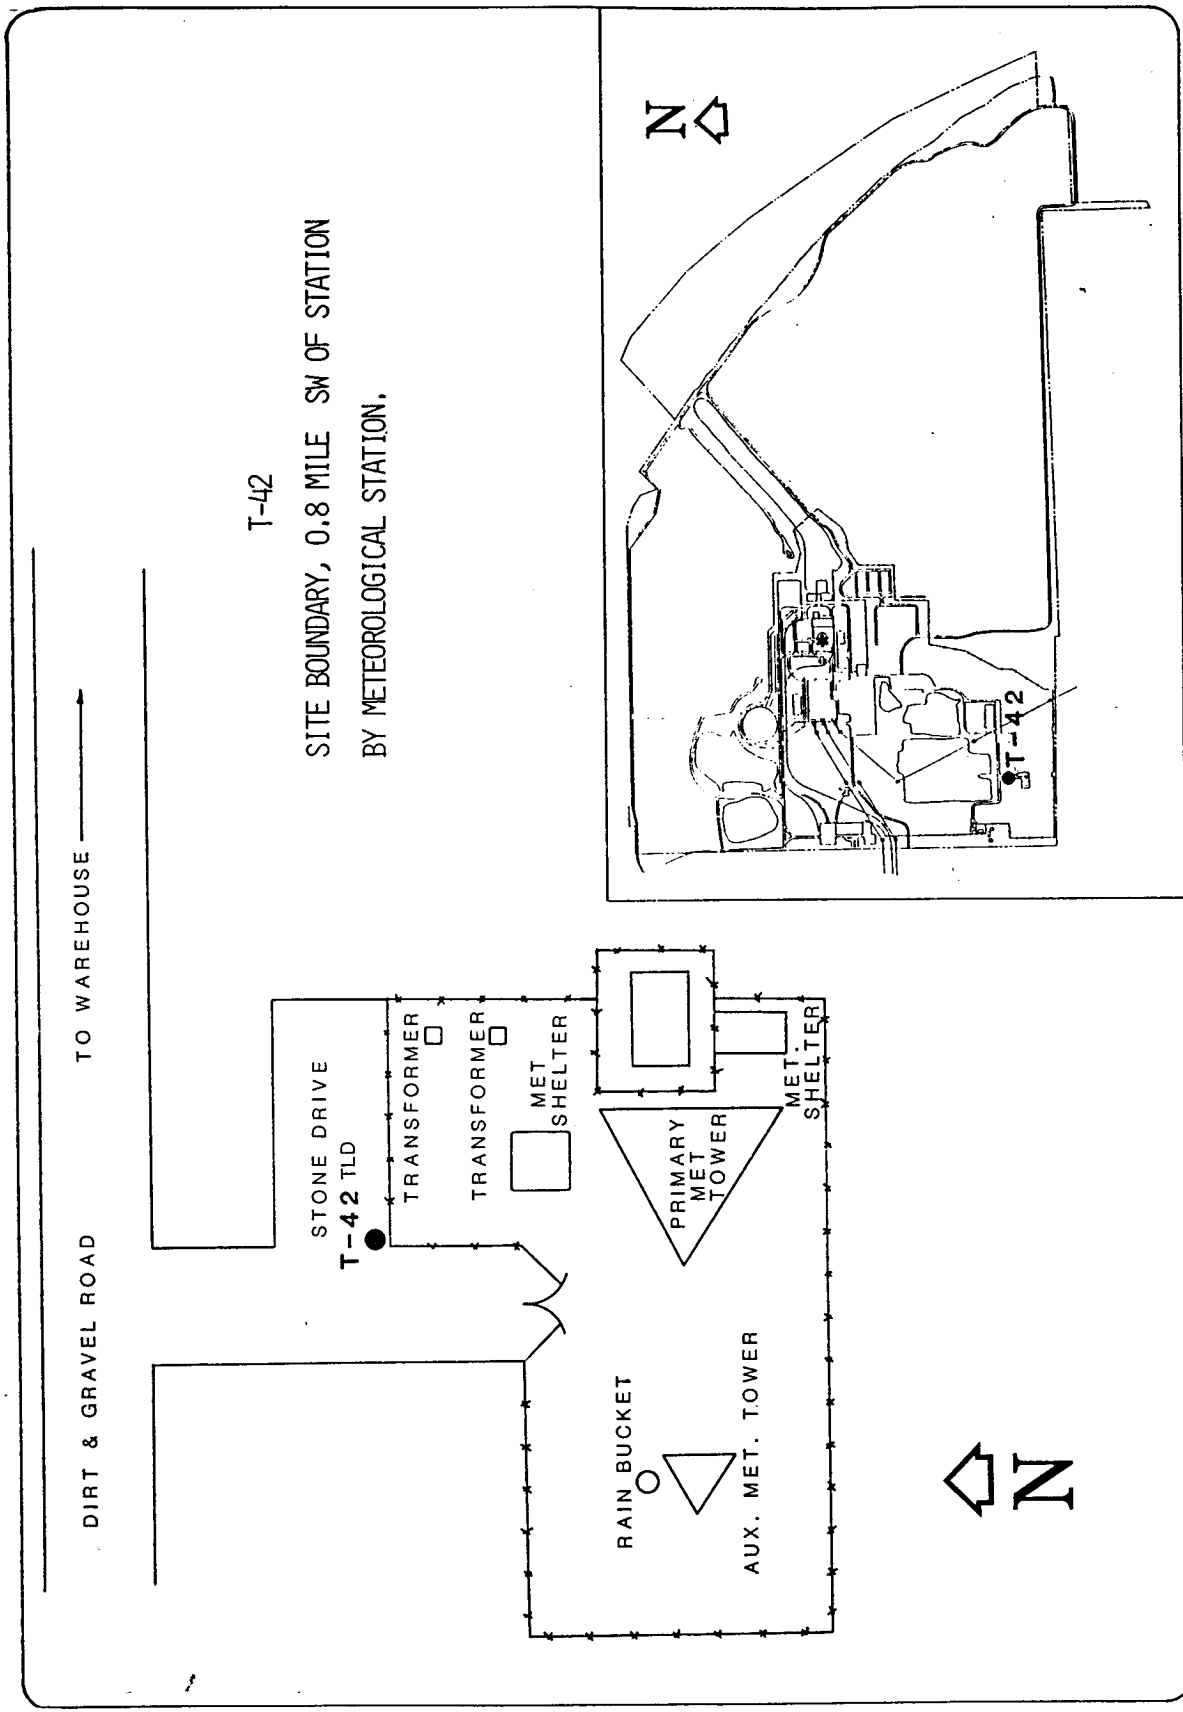 DIRT & GRAVEL ROAD
TO WAREHOUSE
T-42
SITE BOUNDARY, 0.8 MILE SW OF STATION
BY METEOROLOGICAL STATION.
STONE DRIVE
T-42 TLD
TRANSFORMER
TRANSFORMER
MET
SHELTER
RAIN BUCKET
PRIMARY
MET
TOWER
AUX. MET. TOWER
MET.
SHELTER
N
N
T-42